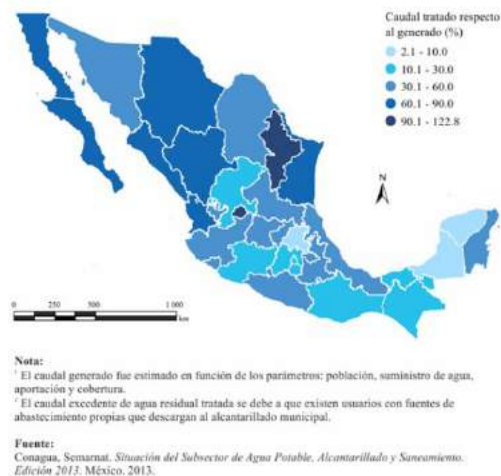 Caudal tratado respecto
al generado (%)
2.1 - 10.0
10.1 - 30.0
30.1 - 60.0
60.1 - 90.0
90.1 - 122.8
N
0 250 500 1 000
km
Nota:
¹ El caudal generado fue estimado en función de los parámetros: población, suministro de agua,
aportación y cobertura.
² El caudal excedente de agua residual tratada se debe a que existen usuarios con fuentes de
abastecimiento propias que descargan al alcantarillado municipal.
Fuente:
Conagua, Semarnat. Situación del Subsector de Agua Potable, Alcantarillado y Saneamiento.
Edición 2013. México. 2013.